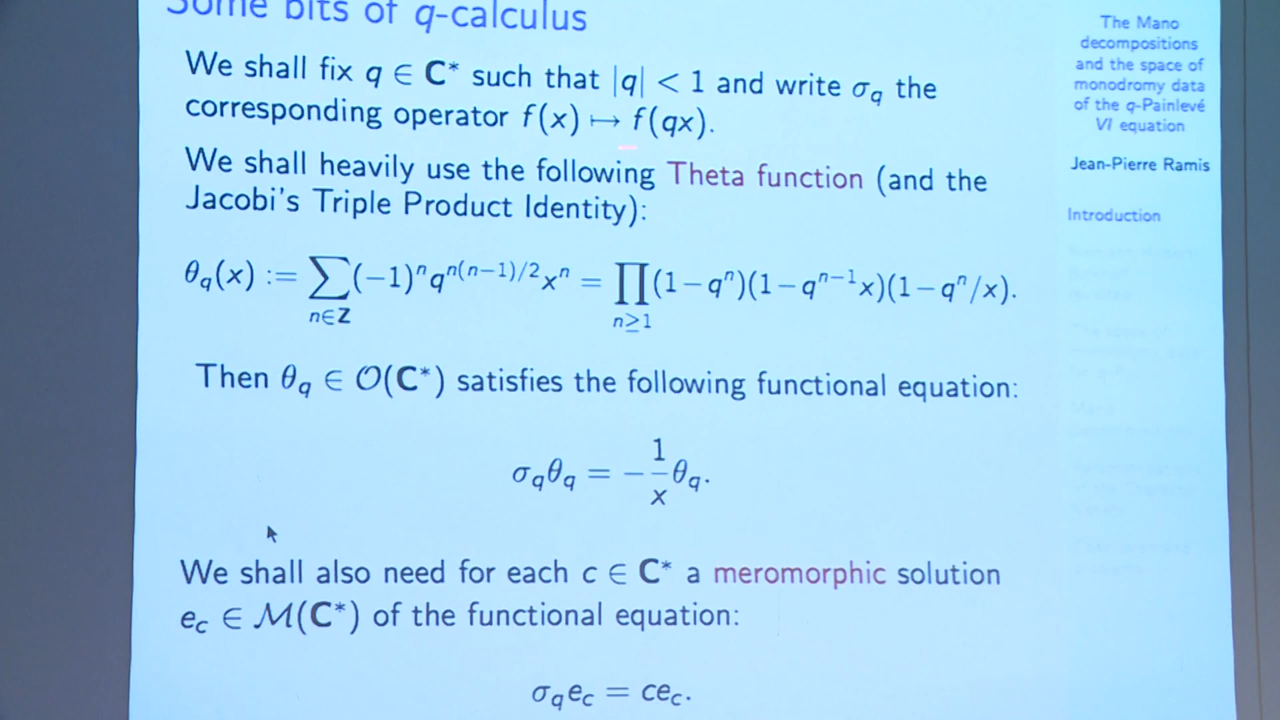 Some bits of q-calculus
We shall fix q ∈ C* such that |q| < 1 and write σ_q the
corresponding operator f(x) ↦ f(qx).
We shall heavily use the following Theta function (and the
Jacobi's Triple Product Identity):
θ_q(x) := ∑_{n∈Z} (−1)^n q^{n(n−1)/2} x^n = ∏_{n≥1} (1−q^n)(1−q^{n−1}x)(1−q^n/x).
Then θ_q ∈ O(C*) satisfies the following functional equation:
σ_qθ_q = −\frac{1}{x}θ_q.
We shall also need for each c ∈ C* a meromorphic solution
e_c ∈ M(C*) of the functional equation:
σ_q e_c = ce_c.
The Mano
decompositions
and the space of
monodromy data
of the q-Painlevé
VI equation
Jean-Pierre Ramis
Introduction